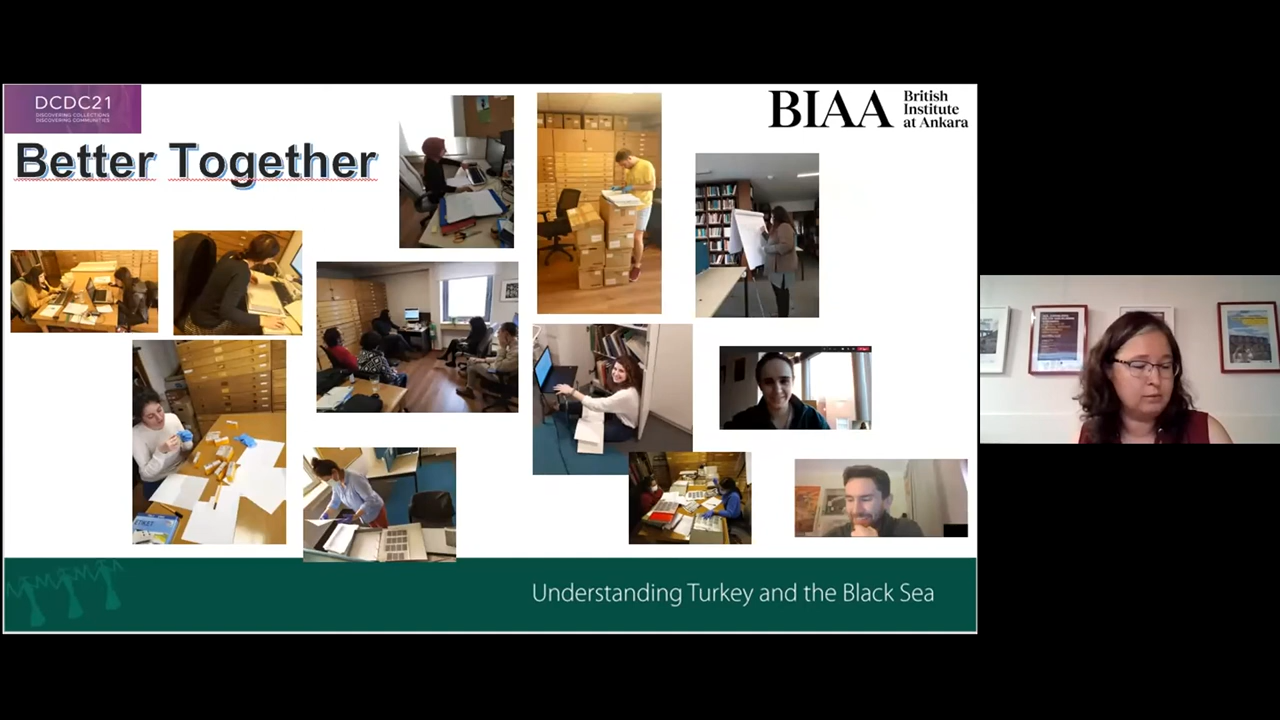 DCDC21
DISCOVERING COLLECTIONS
DISCOVERING COMMUNITIES
BIAA
British
Institute
at Ankara
Better Together
Understanding Turkey and the Black Sea